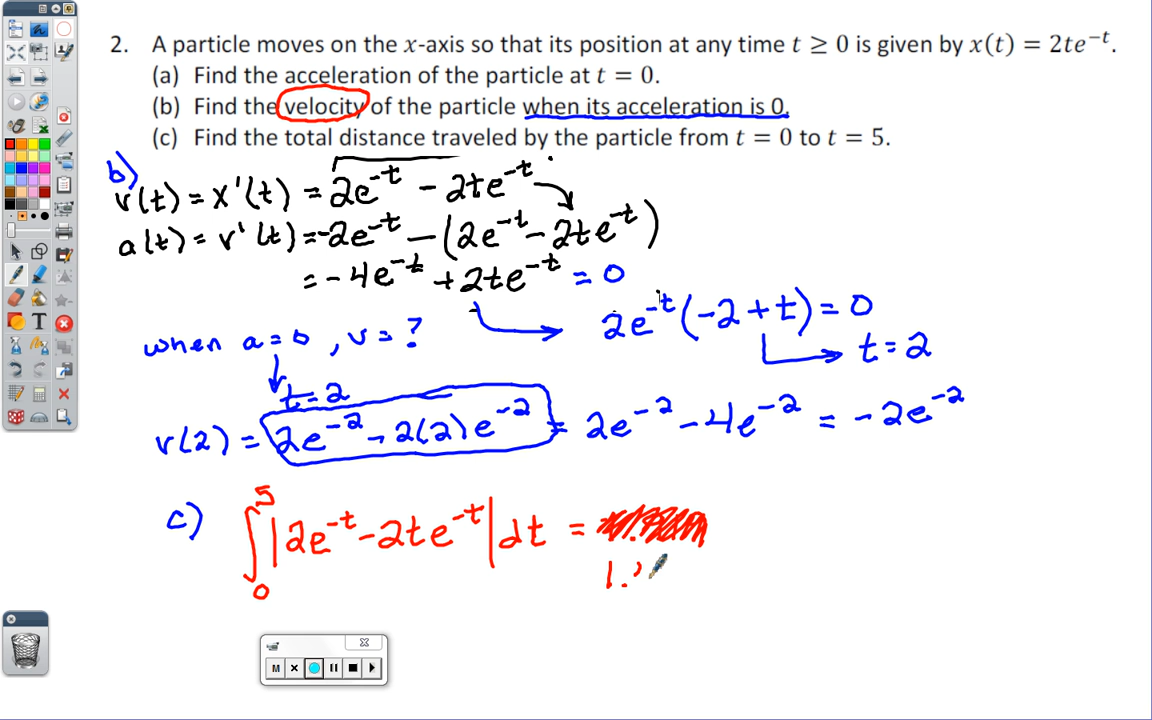 2. A particle moves on the x-axis so that its position at any time t ≥ 0 is given by x(t) = 2te⁻ᵗ.
(a) Find the acceleration of the particle at t = 0.
(b) Find the velocity of the particle when its acceleration is 0.
(c) Find the total distance traveled by the particle from t = 0 to t = 5.
b)
v(t) = x'(t) = 2e⁻ᵗ - 2te⁻ᵗ
a(t) = v'(t) = -2e⁻ᵗ - (2e⁻ᵗ - 2te⁻ᵗ)
= -4e⁻ᵗ + 2te⁻ᵗ = 0
2e⁻ᵗ(-2 + t) = 0
t = 2
when a = 0, v = ?
t = 2
v(2) = 2e⁻² - 2(2)e⁻² = 2e⁻² - 4e⁻² = -2e⁻²
c) ∫₀⁵ |2e⁻ᵗ - 2te⁻ᵗ| dt =
1.
T
M